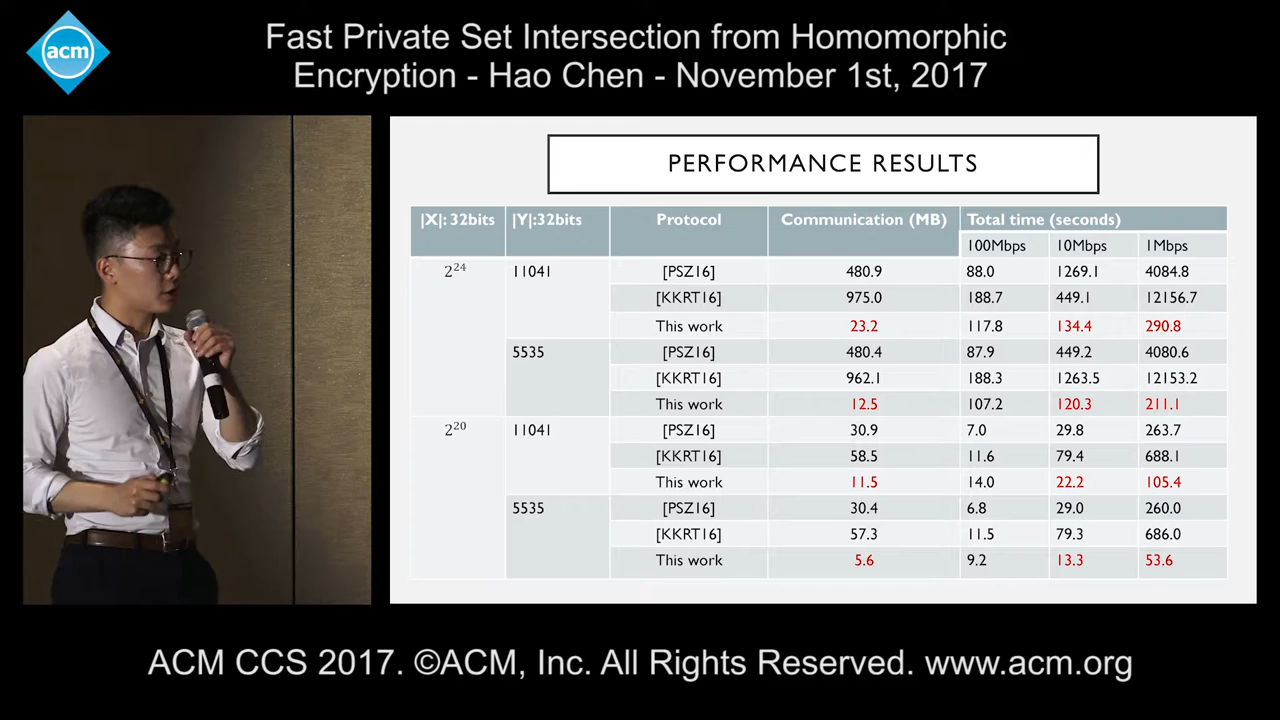 acm
Fast Private Set Intersection from Homomorphic
Encryption - Hao Chen - November 1st, 2017
PERFORMANCE RESULTS
|X|: 32bits |Y|:32bits Protocol Communication (MB) Total time (seconds)
100Mbps 10Mbps 1Mbps
2^24 11041 [PSZ16] 480.9 88.0 1269.1 4084.8
[KKRT16] 975.0 188.7 449.1 12156.7
This work 23.2 117.8 134.4 290.8
5535 [PSZ16] 480.4 87.9 449.2 4080.6
[KKRT16] 962.1 188.3 1263.5 12153.2
This work 12.5 107.2 120.3 211.1
2^20 11041 [PSZ16] 30.9 7.0 29.8 263.7
[KKRT16] 58.5 11.6 79.4 688.1
This work 11.5 14.0 22.2 105.4
5535 [PSZ16] 30.4 6.8 29.0 260.0
[KKRT16] 57.3 11.5 79.3 686.0
This work 5.6 9.2 13.3 53.6
ACM CCS 2017. ©ACM, Inc. All Rights Reserved. www.acm.org